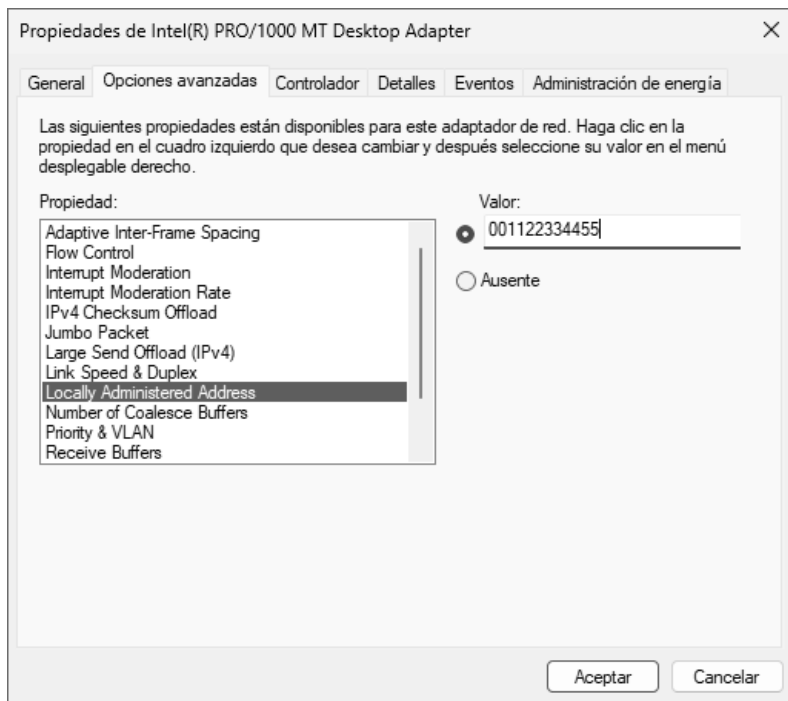 Propiedades de Intel(R) PRO/1000 MT Desktop Adapter
General Opciones avanzadas Controlador Detalles Eventos Administración de energía
Las siguientes propiedades están disponibles para este adaptador de red. Haga clic en la
propiedad en el cuadro izquierdo que desea cambiar y después seleccione su valor en el menú
desplegable derecho.
Propiedad:
Adaptive Inter-Frame Spacing
Flow Control
Interrupt Moderation
Interrupt Moderation Rate
IPv4 Checksum Offload
Jumbo Packet
Large Send Offload (IPv4)
Link Speed & Duplex
Locally Administered Address
Number of Coalesce Buffers
Priority & VLAN
Receive Buffers
Valor:
001122334455
Ausente
Aceptar Cancelar